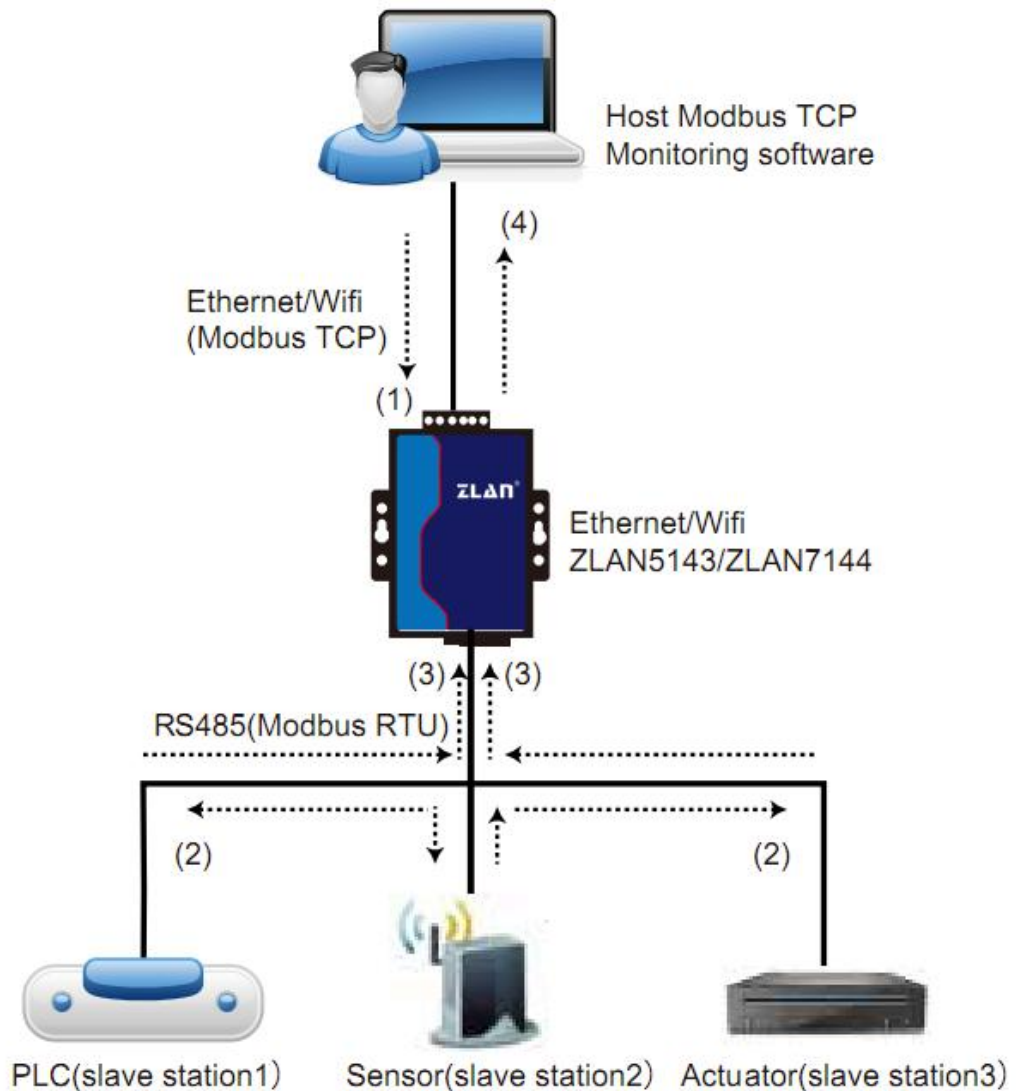 Host Modbus TCP
Monitoring software
(4)
Ethernet/Wifi
(Modbus TCP)
(1)
ZLAN®
Ethernet/Wifi
ZLAN5143/ZLAN7144
(3) (3)
RS485(Modbus RTU)
(2) (2)
PLC(slave station1) Sensor(slave station2) Actuator(slave station3)